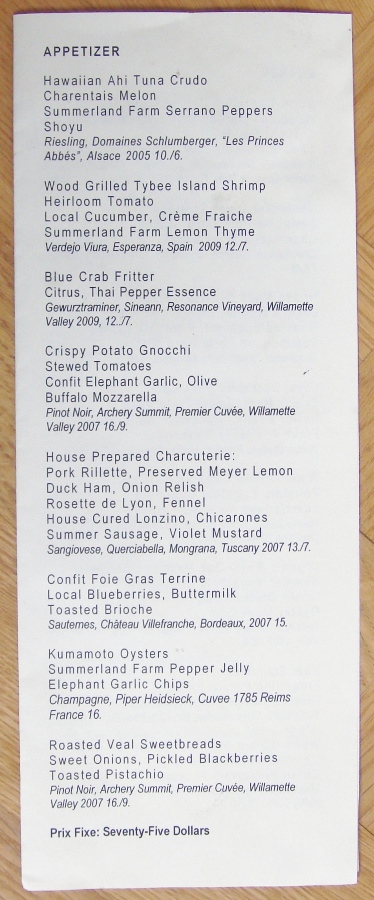 APPETIZER
Hawaiian Ahi Tuna Crudo
Charentais Melon
Summerland Farm Serrano Peppers
Shoyu
Riesling, Domaines Schlumberger, “Les Princes
Abbés”, Alsace 2005 10./6.
Wood Grilled Tybee Island Shrimp
Heirloom Tomato
Local Cucumber, Crème Fraiche
Summerland Farm Lemon Thyme
Verdejo Viura, Esperanza, Spain 2009 12./7.
Blue Crab Fritter
Citrus, Thai Pepper Essence
Gewurztraminer, Sineann, Resonance Vineyard, Willamette
Valley 2009, 12../7.
Crispy Potato Gnocchi
Stewed Tomatoes
Confit Elephant Garlic, Olive
Buffalo Mozzarella
Pinot Noir, Archery Summit, Premier Cuvée, Willamette
Valley 2007 16./9.
House Prepared Charcuterie:
Pork Rillette, Preserved Meyer Lemon
Duck Ham, Onion Relish
Rosette de Lyon, Fennel
House Cured Lonzino, Chicarones
Summer Sausage, Violet Mustard
Sangiovese, Querciabella, Mongrana, Tuscany 2007 13./7.
Confit Foie Gras Terrine
Local Blueberries, Buttermilk
Toasted Brioche
Sauternes, Château Villefranche, Bordeaux, 2007 15.
Kumamoto Oysters
Summerland Farm Pepper Jelly
Elephant Garlic Chips
Champagne, Piper Heidsieck, Cuvee 1785 Reims
France 16.
Roasted Veal Sweetbreads
Sweet Onions, Pickled Blackberries
Toasted Pistachio
Pinot Noir, Archery Summit, Premier Cuvée, Willamette
Valley 2007 16./9.
Prix Fixe: Seventy-Five Dollars